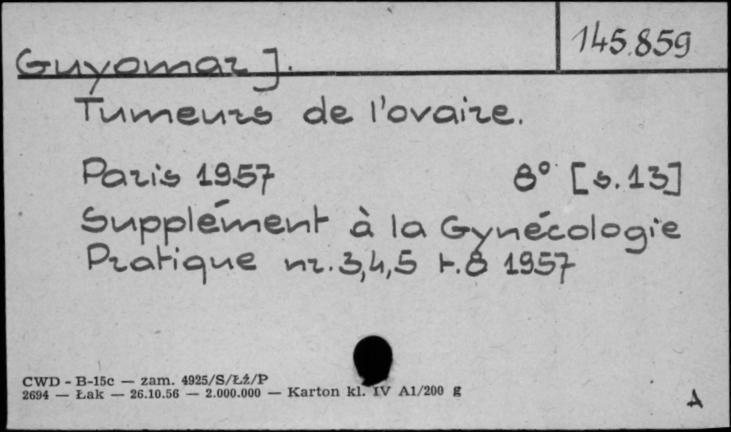 145.859
Guyomar J.
Tumeurs de l'ovaire.
Paris 1957 8° [s.13]
Supplément à la Gynécologie
Pratique nr. 3,4,5 t.8 1957
CWD - B-15c — zam. 4925/S/Łż/P
2694 — Łak — 26.10.56 — 2.000.000 — Karton kl. IV A1/200 g
A